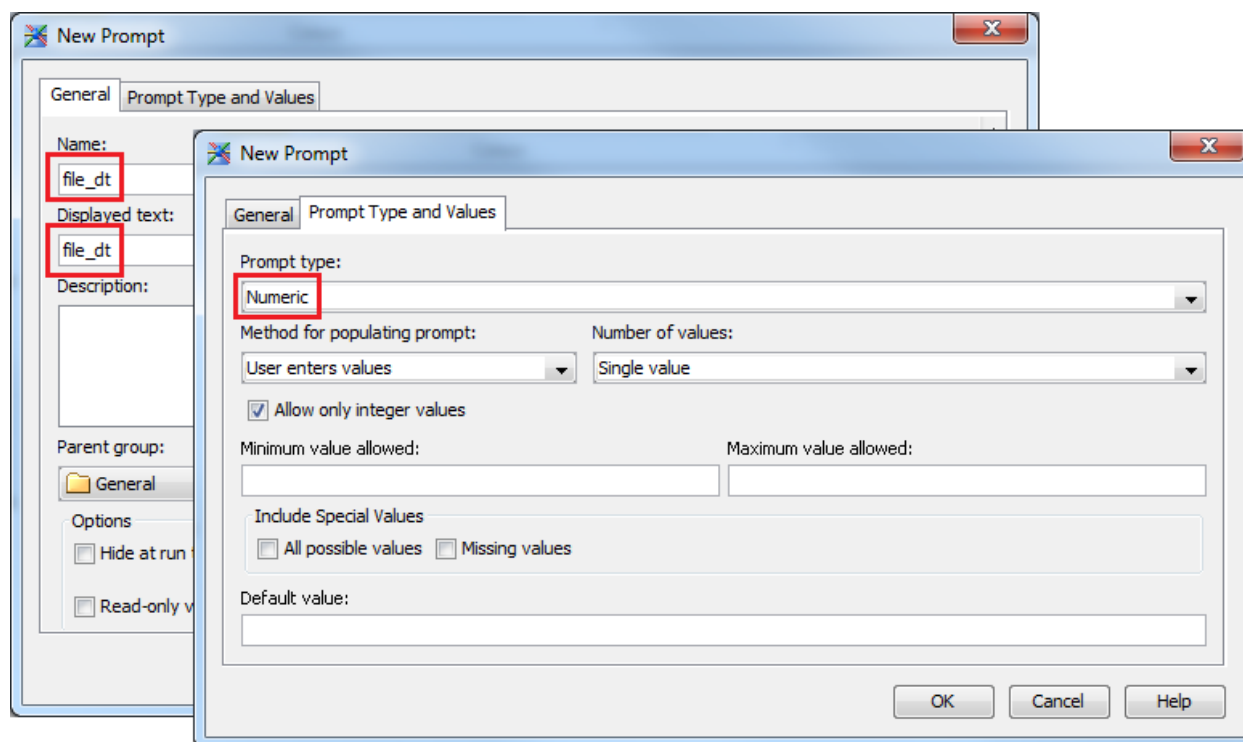 New Prompt
General Prompt Type and Values
Name:
file_dt
Displayed text:
file_dt
Description:
Parent group:
General
Options
Hide at run
Read-only v
New Prompt
General Prompt Type and Values
Prompt type:
Numeric
Method for populating prompt: Number of values:
User enters values Single value
Allow only integer values
Minimum value allowed: Maximum value allowed:
Include Special Values
All possible values Missing values
Default value:
OK Cancel Help